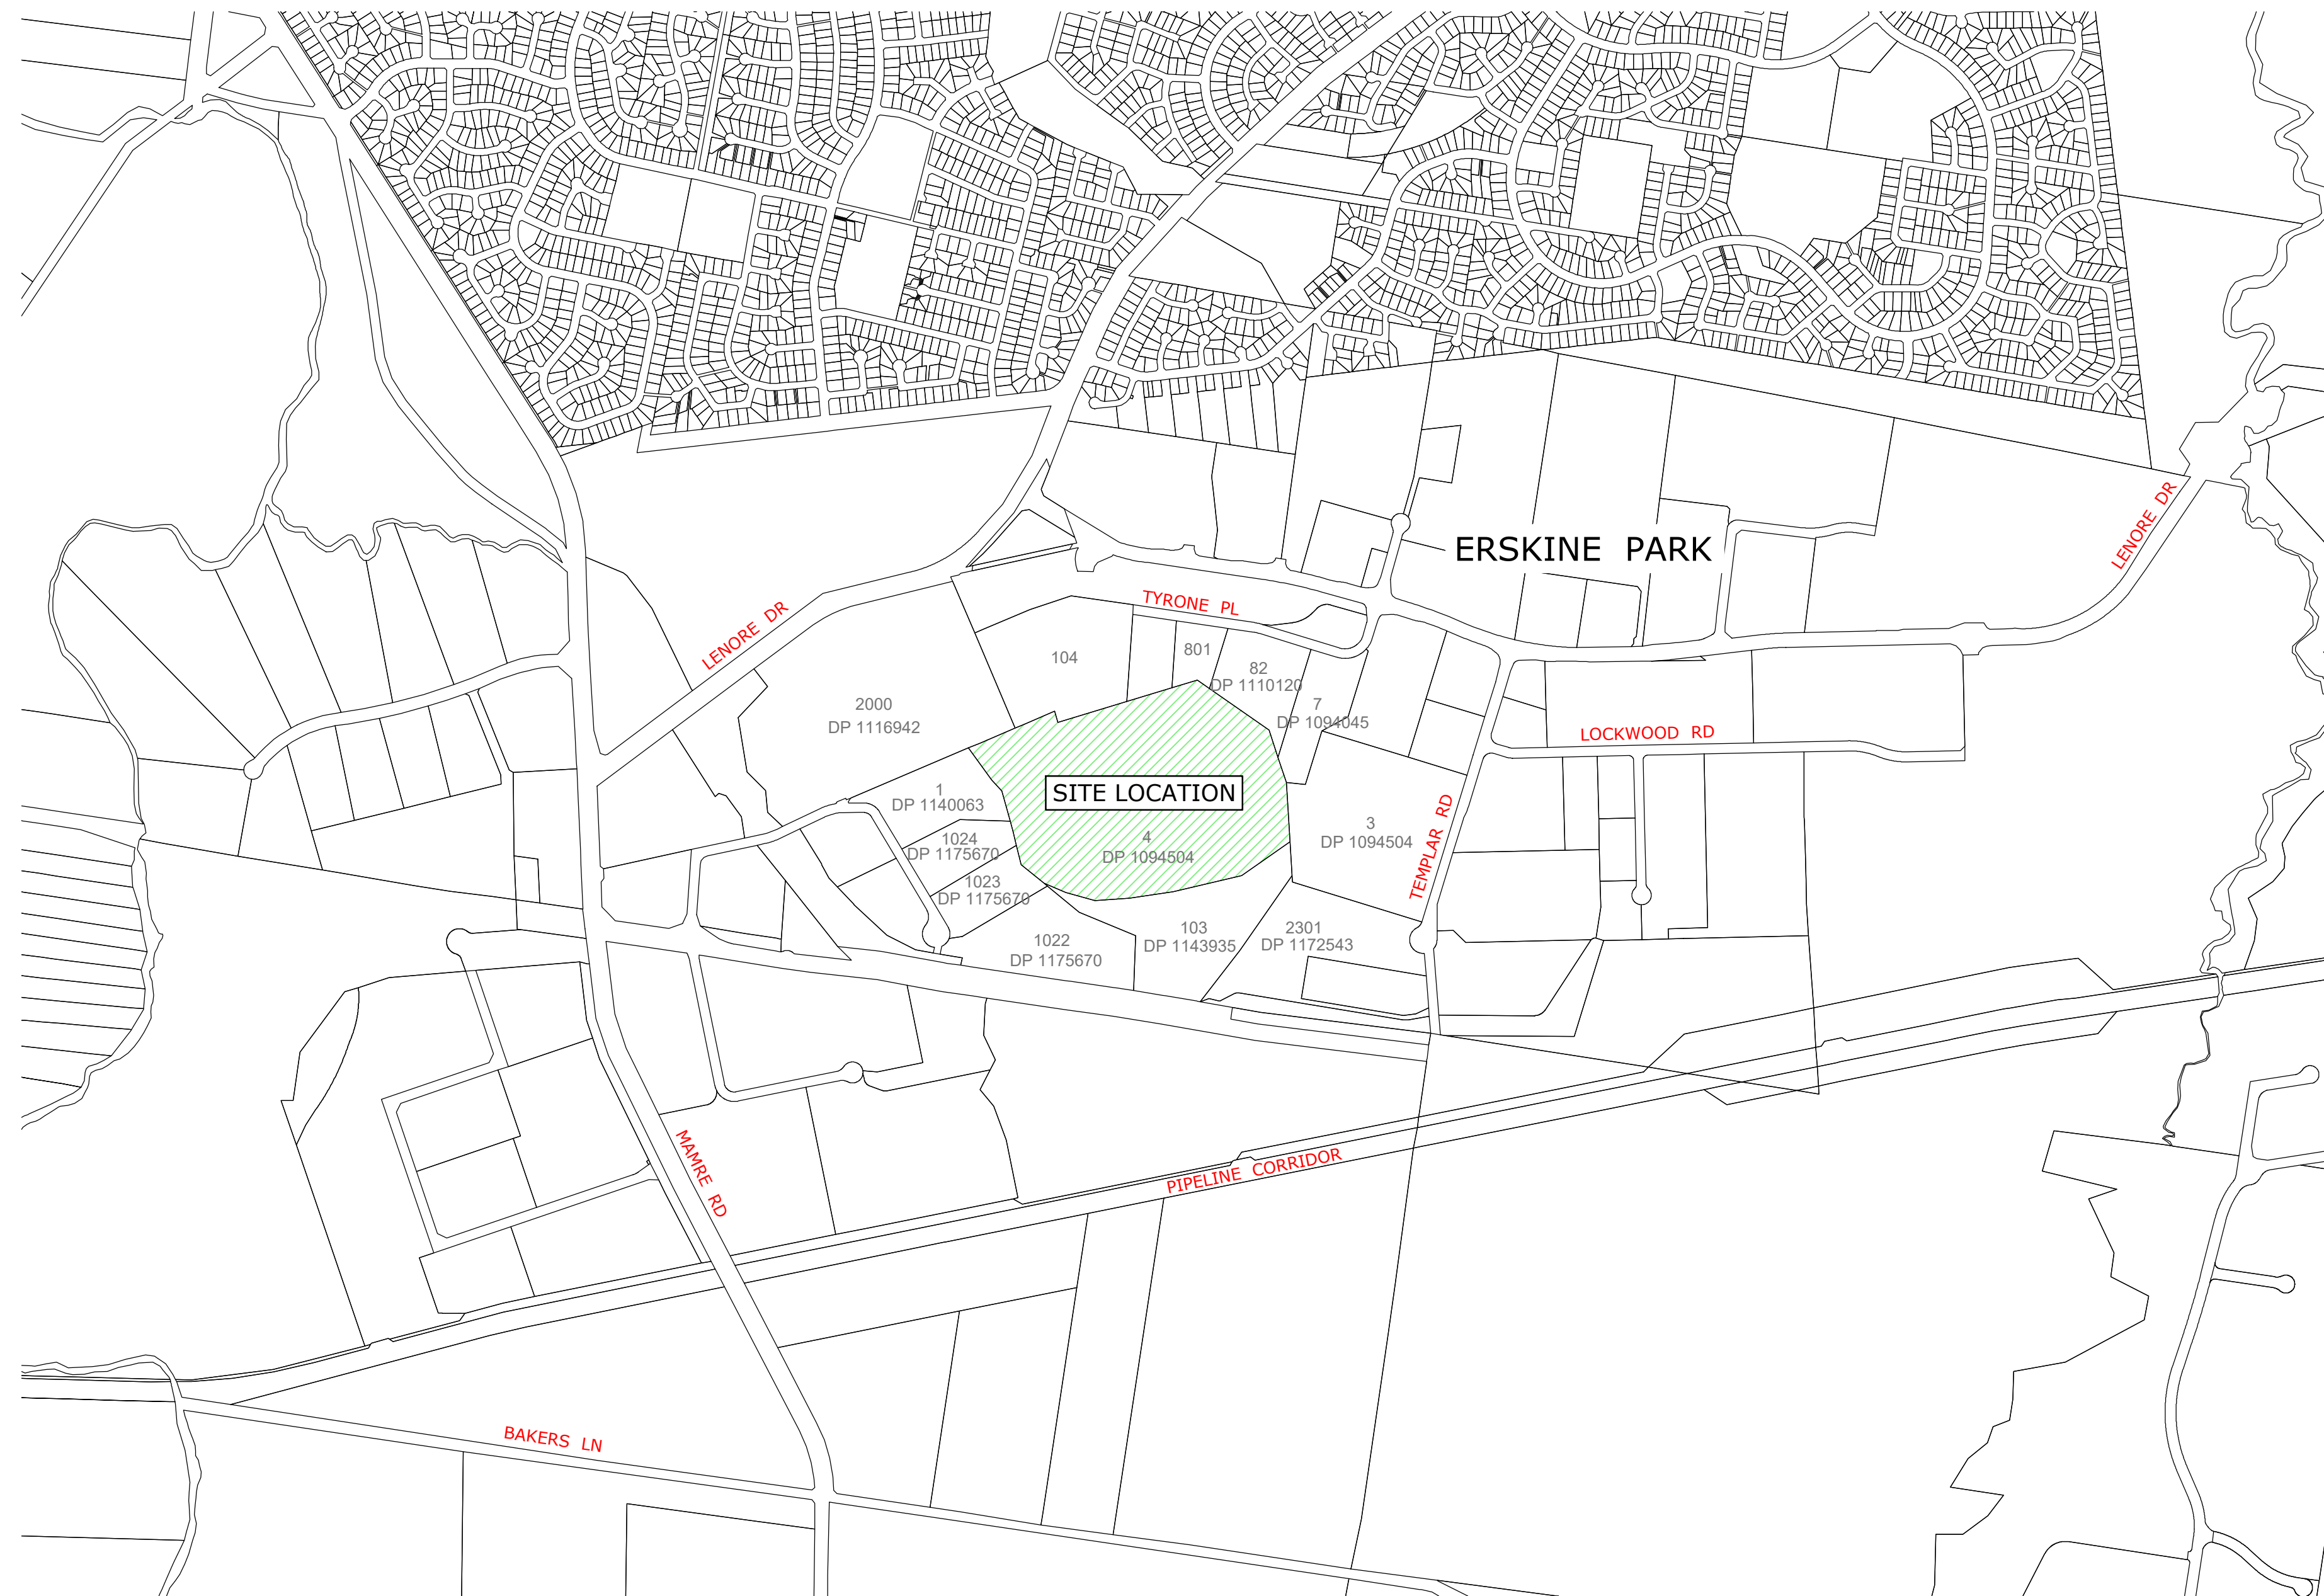 ERSKINE PARK
LENORE DR
TYRONE PL
LENORE DR
104
801
82
DP 1110120
7
DP 1094045
2000
DP 1116942
LOCKWOOD RD
SITE LOCATION
1
DP 1140063
4
DP 1094504
3
DP 1094504
TEMPLAR RD
1024
DP 1175670
1023
DP 1175670
1022
DP 1175670
103
DP 1143935
2301
DP 1172543
MAMRE RD
PIPELINE CORRIDOR
BAKERS LN